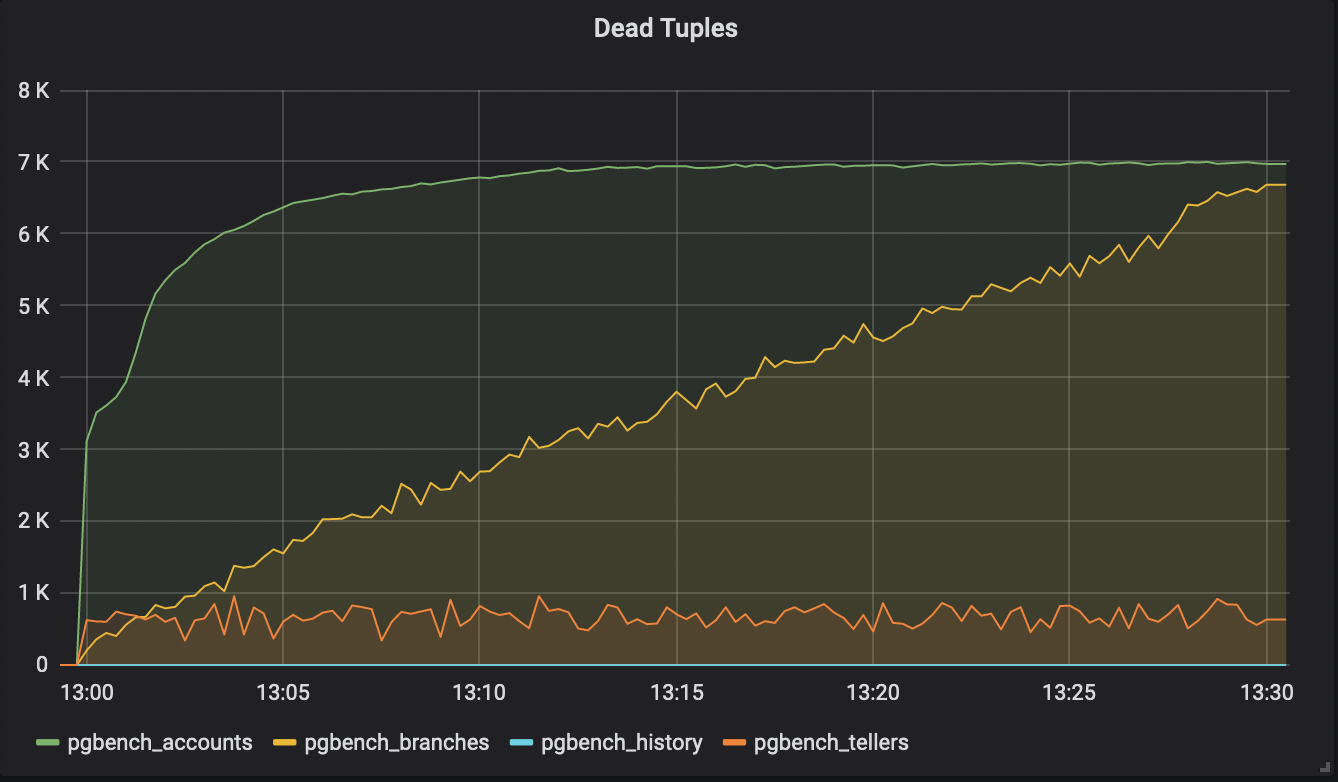 Dead Tuples
8 K
7 K
6 K
5 K
4 K
3 K
2 K
1 K
0
13:00 13:05 13:10 13:15 13:20 13:25 13:30
pgbench_accounts pgbench_branches pgbench_history pgbench_tellers